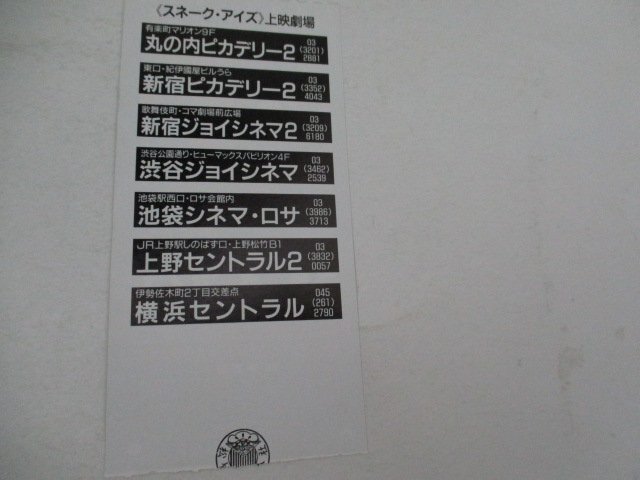 《スネーク・アイズ》上映劇場
有楽町マリオン9F
丸の内ピカデリー2
03
(3201)
2881
東口・紀伊國屋ビルうら
新宿ピカデリー2
03
(3352)
4043
歌舞伎町・コマ劇場前広場
新宿ジョイシネマ2
03
(3209)
6180
渋谷公園通り・ヒューマックスパビリオン4F
渋谷ジョイシネマ
03
(3462)
2539
池袋駅西口・ロサ会館内
池袋シネマ・ロサ
03
(3986)
3713
JR上野駅しのばず口・上野松竹B1
上野セントラル2
03
(3832)
0057
伊勢佐木町2丁目交差点
横浜セントラル
045
(261)
2790